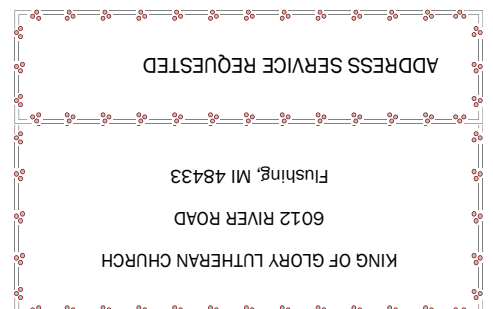 KING OF GLORY LUTHERAN CHURCH
6012 RIVER ROAD
Flushing, MI 48433
ADDRESS SERVICE REQUESTED